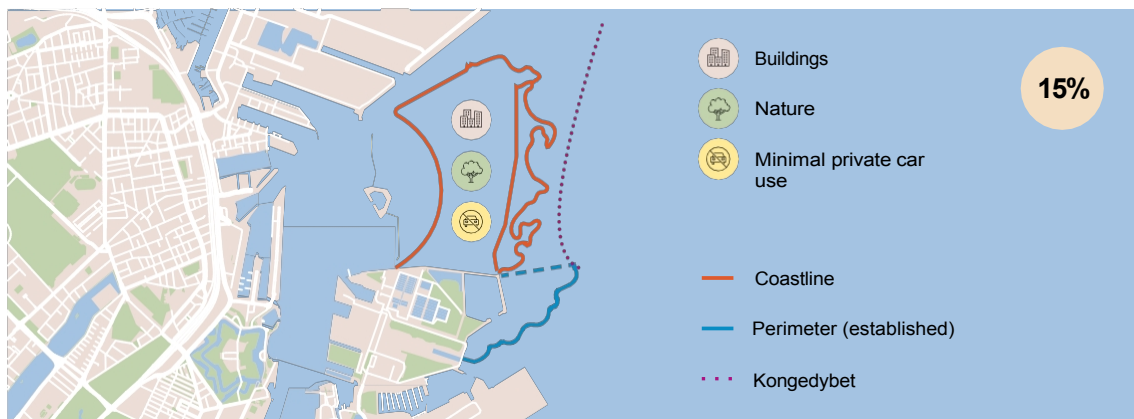 Buildings
15%
Nature
Minimal private car
use
Coastline
Perimeter (established)
Kongedybet